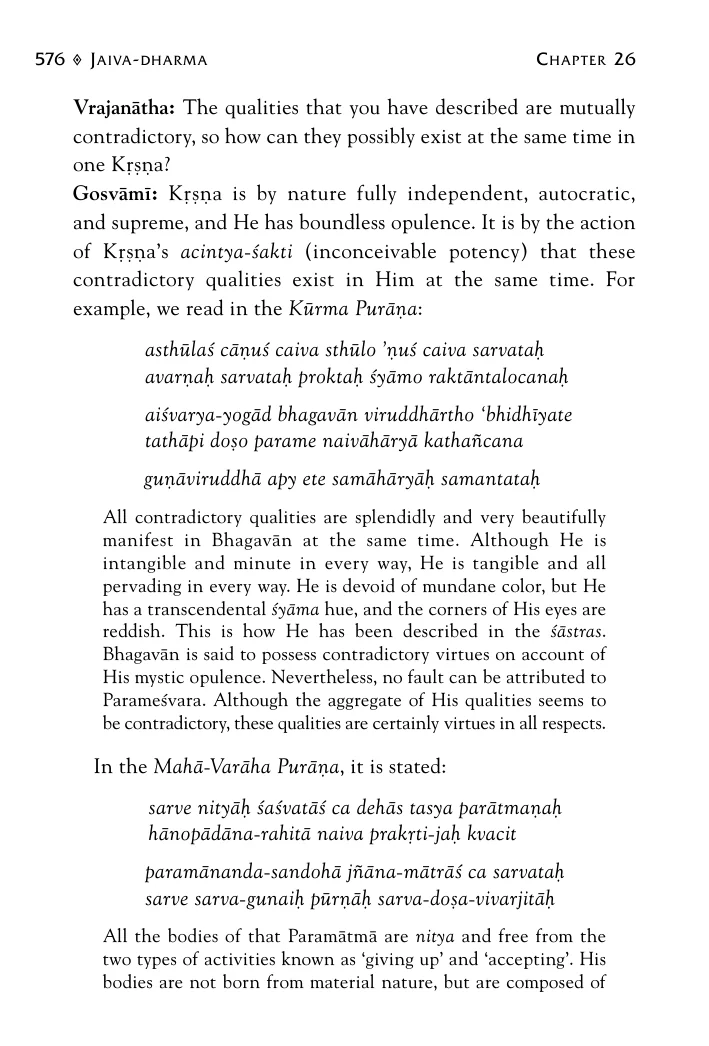 576 ◊ JAIVA-DHARMA CHAPTER 26
Vrajanātha: The qualities that you have described are mutually
contradictory, so how can they possibly exist at the same time in
one Kṛṣṇa?
Gosvāmī: Kṛṣṇa is by nature fully independent, autocratic,
and supreme, and He has boundless opulence. It is by the action
of Kṛṣṇa’s acintya-śakti (inconceivable potency) that these
contradictory qualities exist in Him at the same time. For
example, we read in the Kūrma Purāṇa:
asthūlaś cāṇuś caiva sthūlo ’ṇuś caiva sarvataḥ
avarṇaḥ sarvataḥ proktaḥ śyāmo raktāntalocanaḥ
aiśvarya-yogād bhagavān viruddhārtho ‘bhidhīyate
tathāpi doṣo parame naivāhāryā kathañcana
guṇāviruddhā apy ete samāhāryāḥ samantataḥ
All contradictory qualities are splendidly and very beautifully
manifest in Bhagavān at the same time. Although He is
intangible and minute in every way, He is tangible and all
pervading in every way. He is devoid of mundane color, but He
has a transcendental śyāma hue, and the corners of His eyes are
reddish. This is how He has been described in the śāstras.
Bhagavān is said to possess contradictory virtues on account of
His mystic opulence. Nevertheless, no fault can be attributed to
Parameśvara. Although the aggregate of His qualities seems to
be contradictory, these qualities are certainly virtues in all respects.
In the Mahā-Varāha Purāṇa, it is stated:
sarve nityāḥ śaśvatāś ca dehās tasya parātmaṇaḥ
hānopādāna-rahitā naiva prakṛti-jaḥ kvacit
paramānanda-sandohā jñāna-mātrāś ca sarvataḥ
sarve sarva-gunaiḥ pūrṇāḥ sarva-doṣa-vivarjitāḥ
All the bodies of that Paramātmā are nitya and free from the
two types of activities known as ‘giving up’ and ‘accepting’. His
bodies are not born from material nature, but are composed of